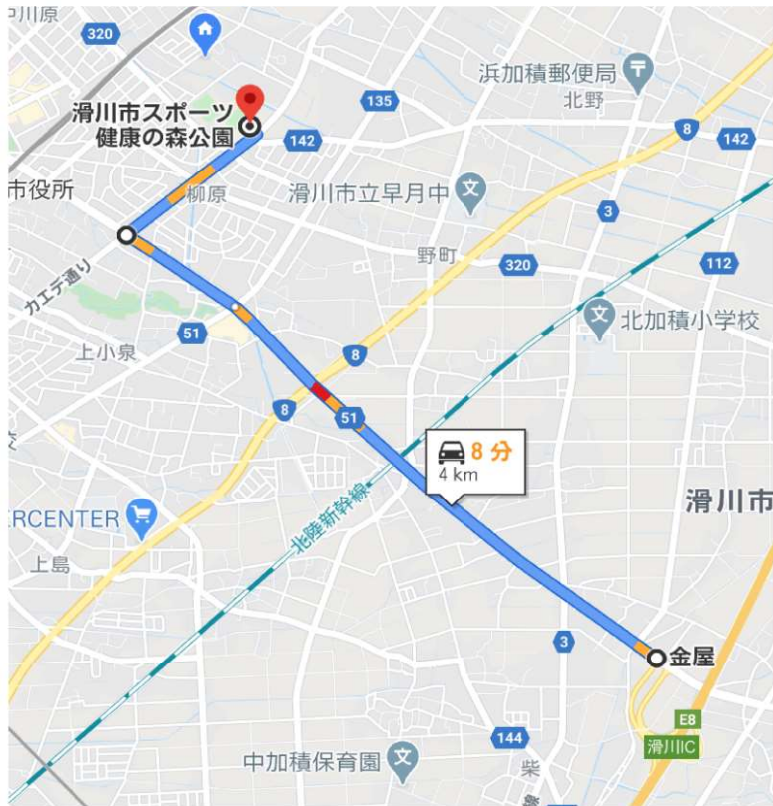 中川原
320
滑川市スポーツ
健康の森公園
135
142
浜加積郵便局
北野
8
142
市役所
柳原
滑川市立早月中
3
野町
320
112
カエデ通り
51
上小泉
北加積小学校
8
8
51
8 分
4 km
滑川市
ERCENTER
上島
北陸新幹線
3
金屋
E8
滑川IC
144
中加積保育園
柴